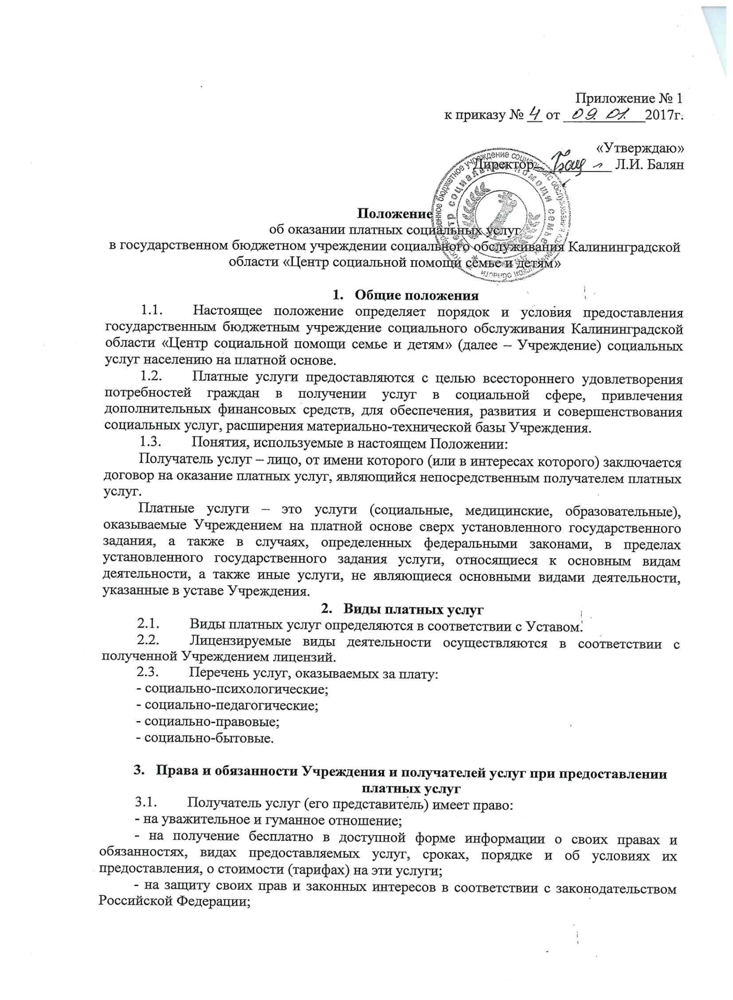 Приложение № 1
к приказу № 4 от 09.01. 2017г.
«Утверждаю»
Директор Л.И. Балян
Положение
об оказании платных социальных услуг
в государственном бюджетном учреждении социального обслуживания Калининградской
области «Центр социальной помощи семье и детям»
1. Общие положения
1.1. Настоящее положение определяет порядок и условия предоставления
государственным бюджетным учреждение социального обслуживания Калининградской
области «Центр социальной помощи семье и детям» (далее – Учреждение) социальных
услуг населению на платной основе.
1.2. Платные услуги предоставляются с целью всестороннего удовлетворения
потребностей граждан в получении услуг в социальной сфере, привлечения
дополнительных финансовых средств, для обеспечения, развития и совершенствования
социальных услуг, расширения материально-технической базы Учреждения.
1.3. Понятия, используемые в настоящем Положении:
Получатель услуг – лицо, от имени которого (или в интересах которого) заключается
договор на оказание платных услуг, являющийся непосредственным получателем платных
услуг.
Платные услуги – это услуги (социальные, медицинские, образовательные),
оказываемые Учреждением на платной основе сверх установленного государственного
задания, а также в случаях, определенных федеральными законами, в пределах
установленного государственного задания услуги, относящиеся к основным видам
деятельности, а также иные услуги, не являющиеся основными видами деятельности,
указанные в уставе Учреждения.
2. Виды платных услуг
2.1. Виды платных услуг определяются в соответствии с Уставом.
2.2. Лицензируемые виды деятельности осуществляются в соответствии с
полученной Учреждением лицензий.
2.3. Перечень услуг, оказываемых за плату:
- социально-психологические;
- социально-педагогические;
- социально-правовые;
- социально-бытовые.
3. Права и обязанности Учреждения и получателей услуг при предоставлении
платных услуг
3.1. Получатель услуг (его представитель) имеет право:
- на уважительное и гуманное отношение;
- на получение бесплатно в доступной форме информации о своих правах и
обязанностях, видах предоставляемых услуг, сроках, порядке и об условиях их
предоставления, о стоимости (тарифах) на эти услуги;
- на защиту своих прав и законных интересов в соответствии с законодательством
Российской Федерации;